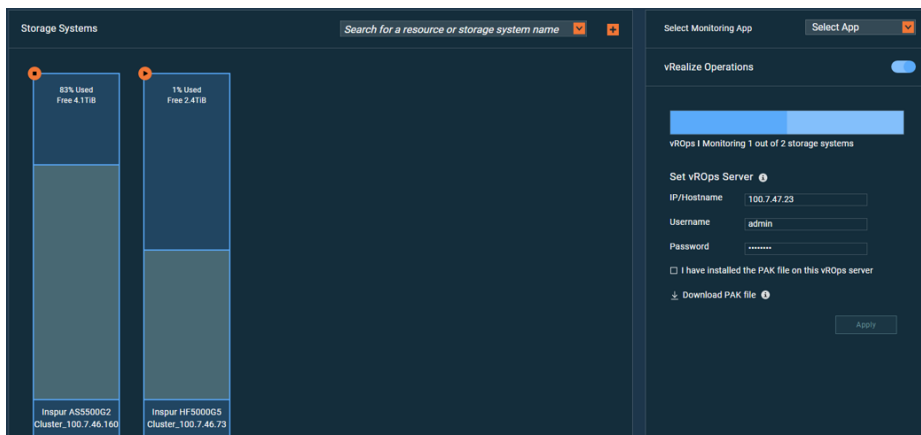 Storage Systems
Search for a resource or storage system name
83% Used
Free 4.1TiB
1% Used
Free 2.4TiB
Inspur AS5500G2
Cluster_100.7.46.160
Inspur HF5000G5
Cluster_100.7.46.73
Select Monitoring App
Select App
vRealize Operations
vROps I Monitoring 1 out of 2 storage systems
Set vROps Server
IP/Hostname
100.7.47.23
Username
admin
Password
••••••••
I have installed the PAK file on this vROps server
Download PAK file
Apply